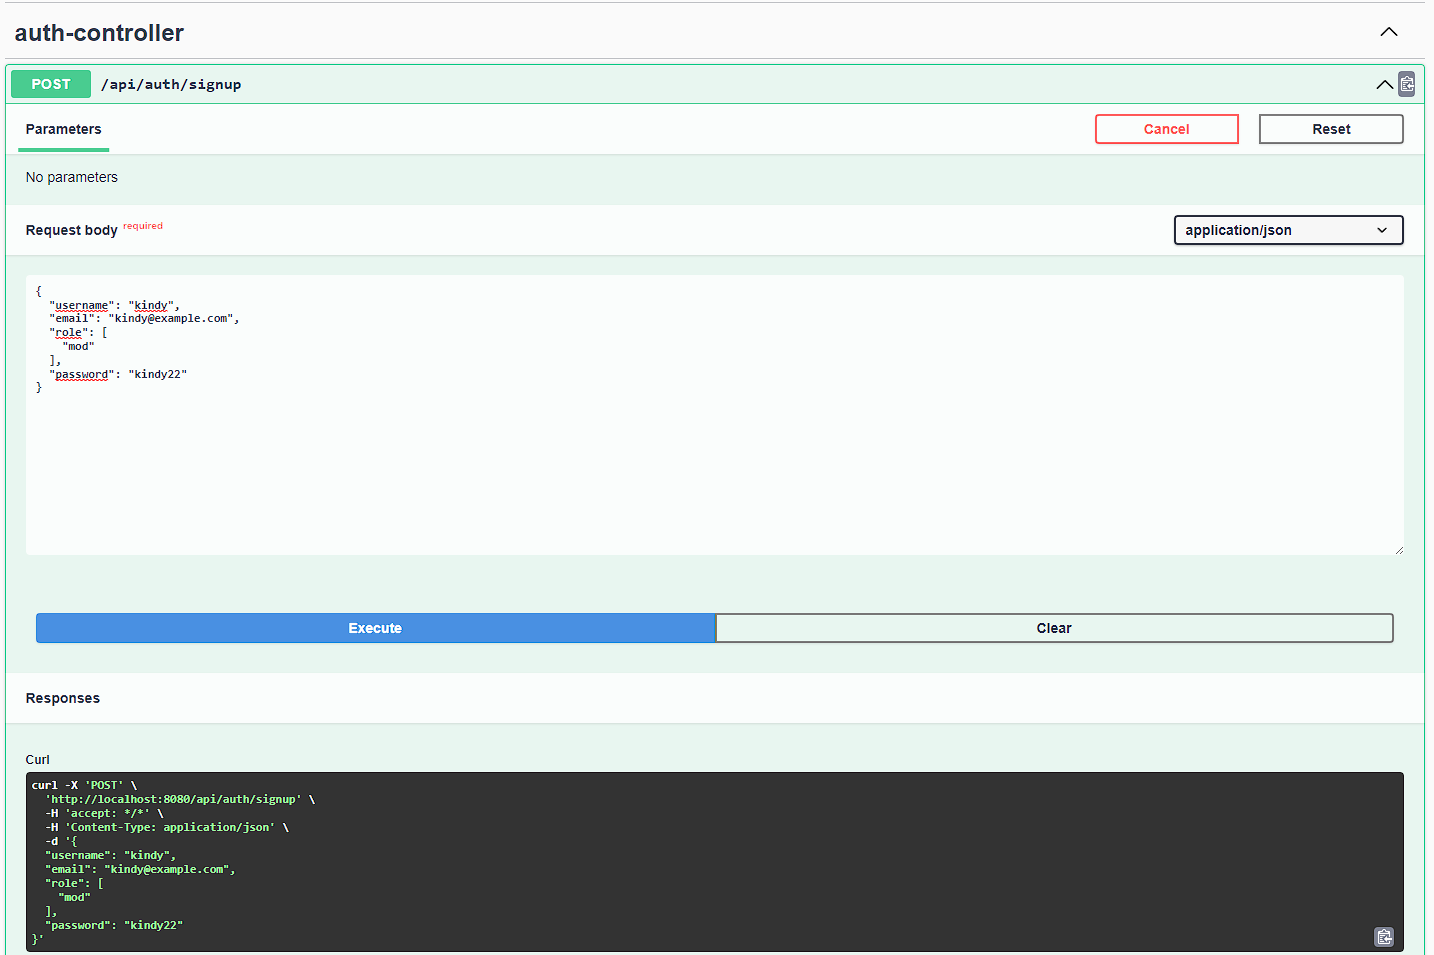 auth-controller
POST /api/auth/signup
Parameters
Cancel
Reset
No parameters
Request body required
application/json
{
  "username": "kindy",
  "email": "kindy@example.com",
  "role": [
    "mod"
  ],
  "password": "kindy22"
}
Execute
Clear
Responses
Curl
curl -X 'POST' \
  'http://localhost:8080/api/auth/signup' \
  -H 'accept: */*' \
  -H 'Content-Type: application/json' \
  -d '{
  "username": "kindy",
  "email": "kindy@example.com",
  "role": [
    "mod"
  ],
  "password": "kindy22"
}'